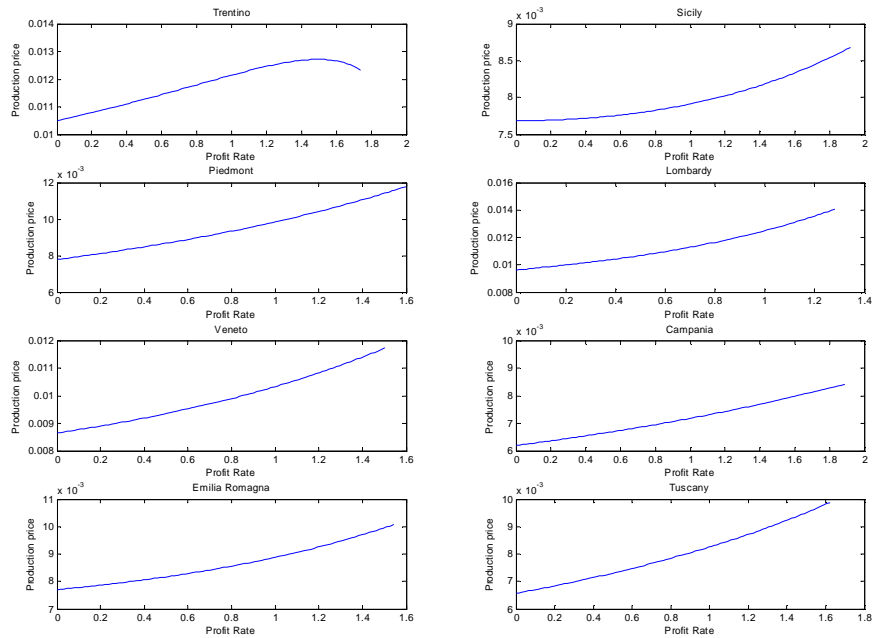 Trentino
0.014
0.013
0.012
0.011
0.01
0 0.2 0.4 0.6 0.8 1 1.2 1.4 1.6 1.8 2
Profit Rate
Production price
Sicily
x 10^-3
9
8.5
8
7.5
0 0.2 0.4 0.6 0.8 1 1.2 1.4 1.6 1.8 2
Profit Rate
Production price
Piedmont
x 10^-3
12
10
8
6
0 0.2 0.4 0.6 0.8 1 1.2 1.4 1.6
Profit Rate
Production price
Lombardy
0.016
0.014
0.012
0.01
0.008
0 0.2 0.4 0.6 0.8 1 1.2 1.4
Profit Rate
Production price
Veneto
0.012
0.011
0.01
0.009
0.008
0 0.2 0.4 0.6 0.8 1 1.2 1.4 1.6
Profit Rate
Production price
Campania
x 10^-3
10
9
8
7
6
0 0.2 0.4 0.6 0.8 1 1.2 1.4 1.6 1.8 2
Profit Rate
Production price
Emilia Romagna
x 10^-3
11
10
9
8
7
0 0.2 0.4 0.6 0.8 1 1.2 1.4 1.6
Profit Rate
Production price
Tuscany
x 10^-3
10
9
8
7
6
0 0.2 0.4 0.6 0.8 1 1.2 1.4 1.6 1.8
Profit Rate
Production price